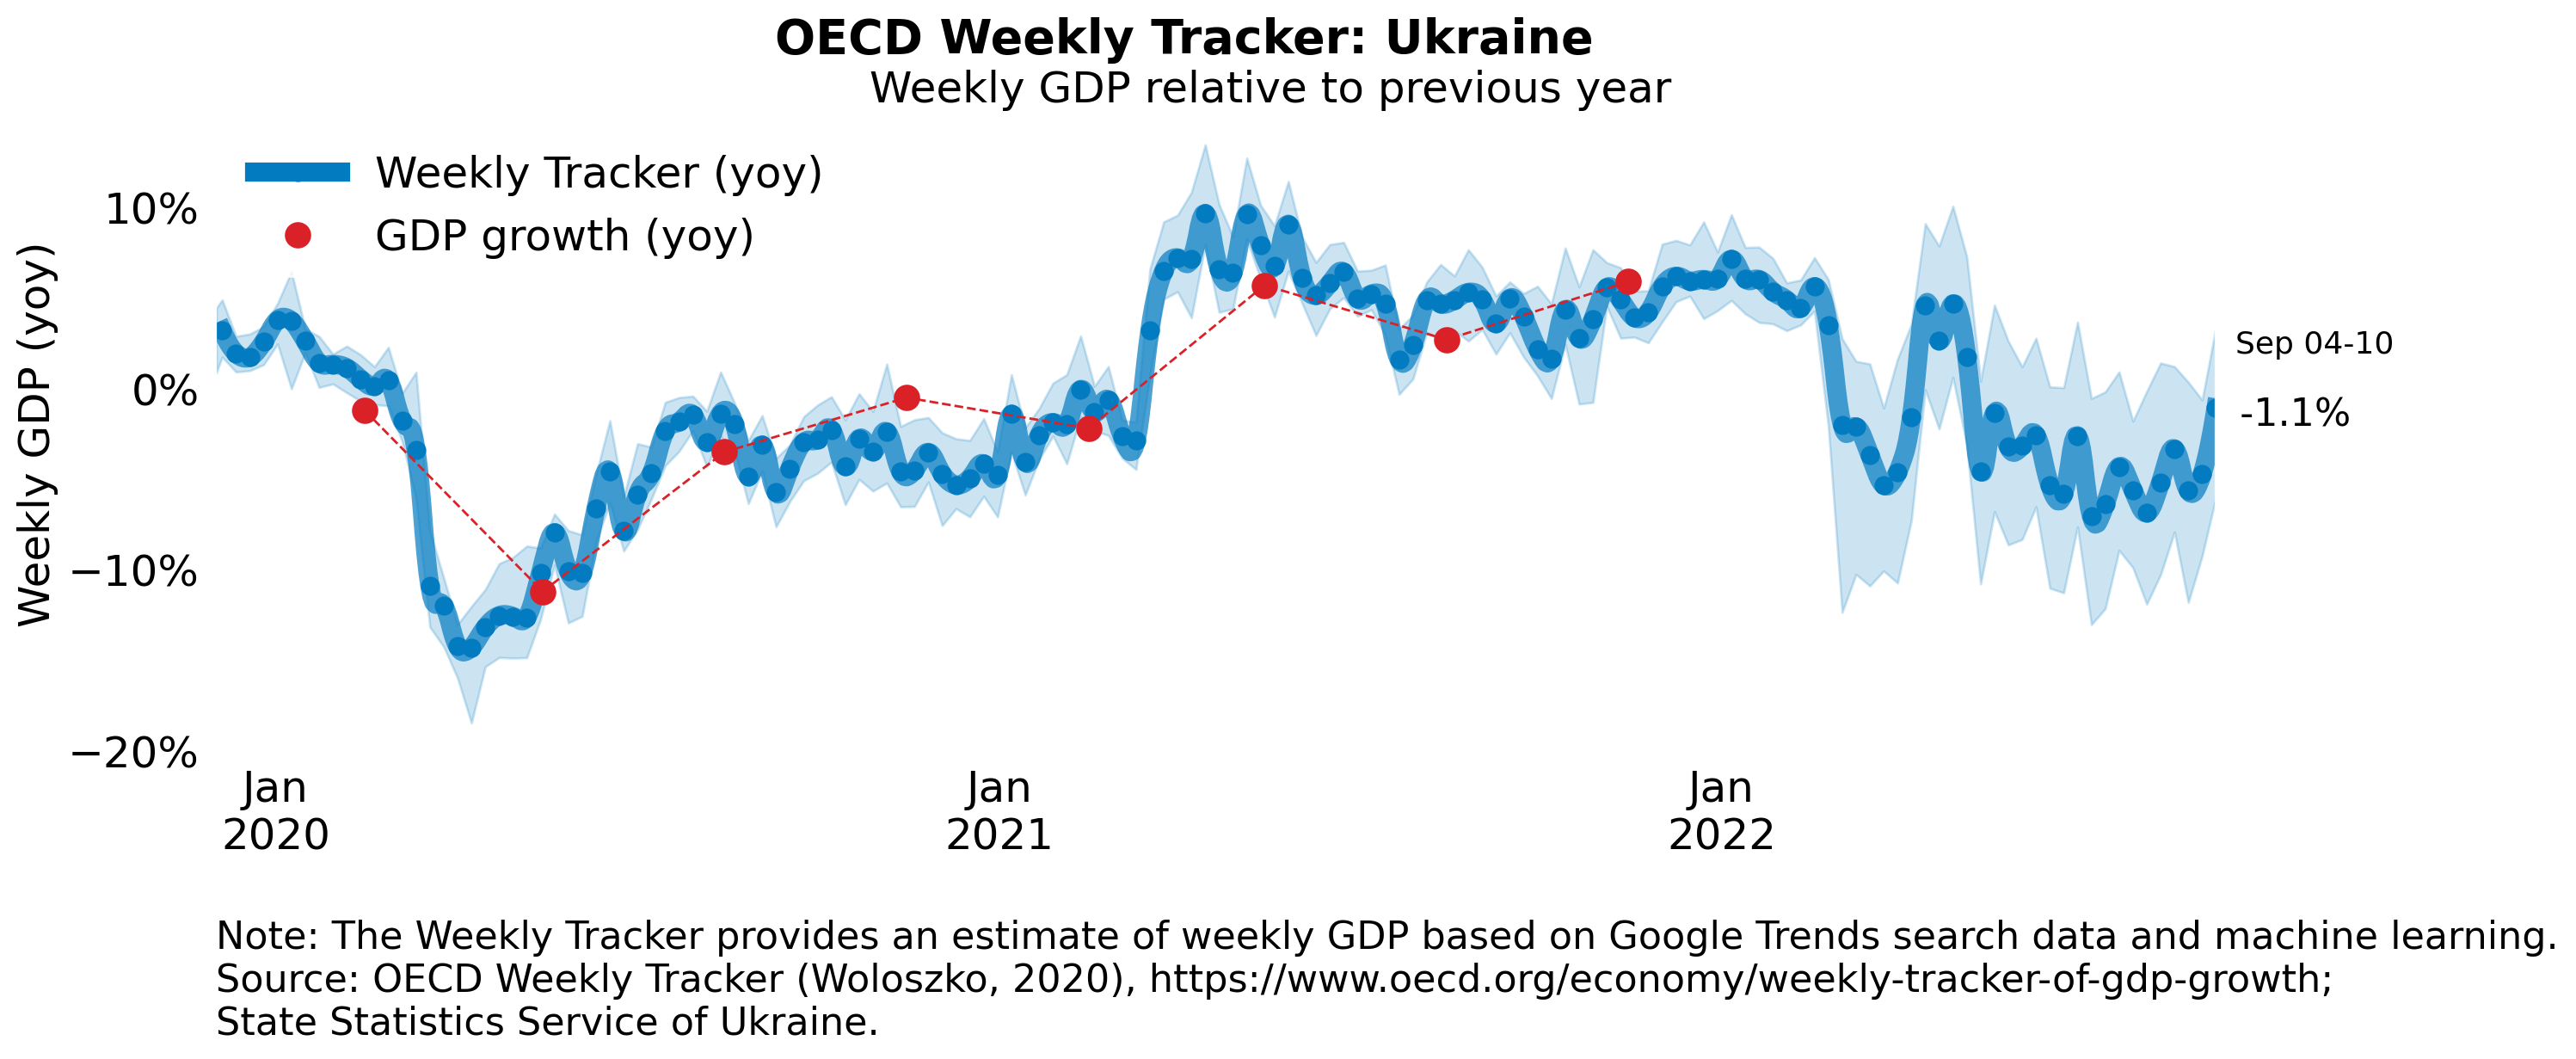 OECD Weekly Tracker: Ukraine
Weekly GDP relative to previous year
Weekly Tracker (yoy)
GDP growth (yoy)
Weekly GDP (yoy)
10%
0%
−10%
−20%
Sep 04-10
-1.1%
Jan
2020
Jan
2021
Jan
2022
Note: The Weekly Tracker provides an estimate of weekly GDP based on Google Trends search data and machine learning.
Source: OECD Weekly Tracker (Woloszko, 2020), https://www.oecd.org/economy/weekly-tracker-of-gdp-growth;
State Statistics Service of Ukraine.